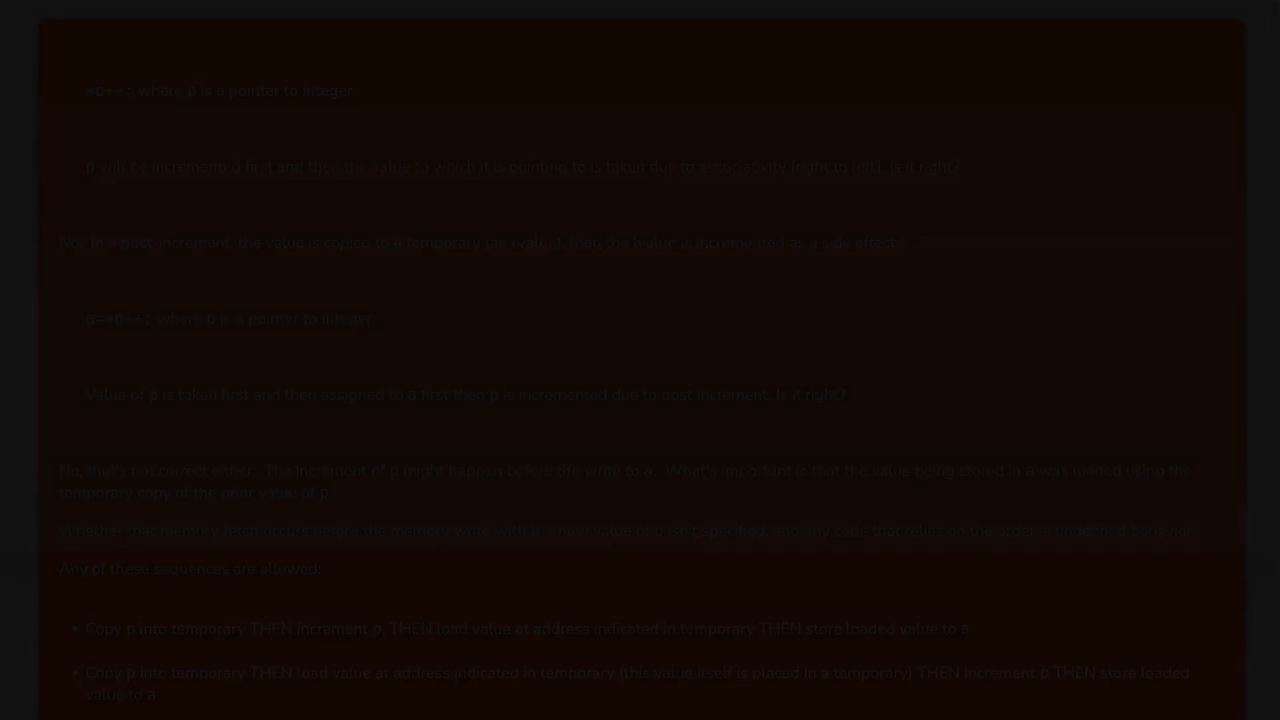 *p++; where p is a pointer to integer.
p will be incremented first and then the value to which it is pointing to is taken due to associativity (right to left). Is it right?
No. In a post-increment, the value is copied to a temporary (an rvalue), then the lvalue is incremented as a side effect.
a=*p++; where p is a pointer to integer.
Value of p is taken first and then assigned to a first then p is incremented due to post increment. Is it right?
No, that's not correct either. The increment of p might happen before the write to a. What's important is that the value being stored in a was loaded using the
temporary copy of the prior value of p.
Whether that memory fetch occurs before the memory write with the new value of p isn't specified, and any code that relies on the order is undefined behavior.
Any of these sequences are allowed:
• Copy p into temporary THEN increment p, THEN load value at address indicated in temporary THEN store loaded value to a
• Copy p into temporary THEN load value at address indicated in temporary (this value itself is placed in a temporary) THEN increment p THEN store loaded
value to a